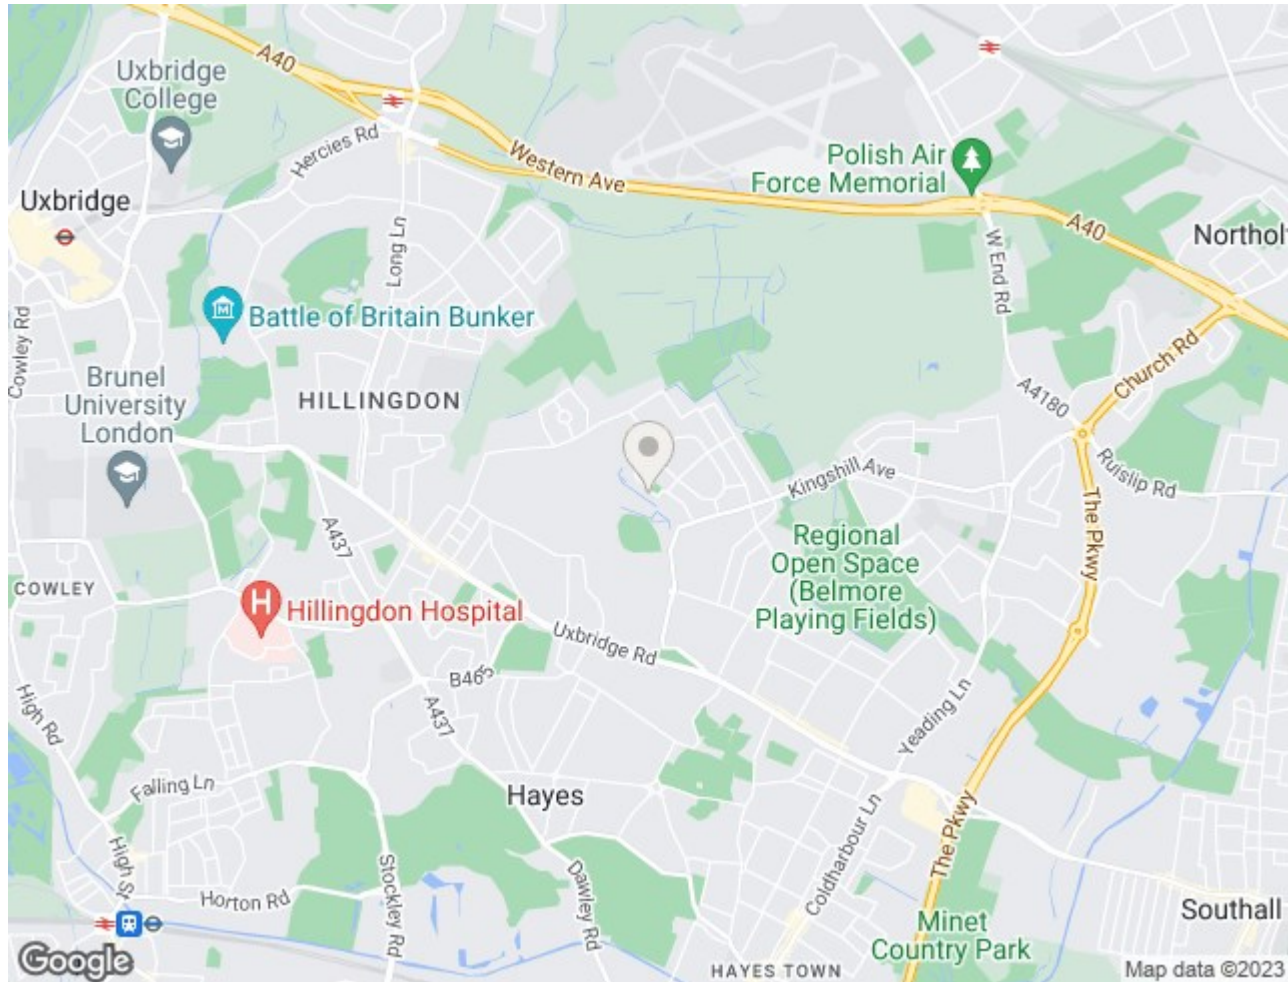 A40
Uxbridge
College
Hercies Rd
Western Ave
Polish Air
Force Memorial
Uxbridge
Long Ln
W End Rd
A40
Northol
Cowley Rd
Battle of Britain Bunker
Church Rd
Brunel
University
London
HILLINGDON
A4180
Kingshill Ave
Ruislip Rd
The Pkwy
A437
Regional
Open Space
(Belmore
Playing Fields)
COWLEY
H
Hillingdon Hospital
Uxbridge Rd
B465
A437
High Rd
Yeading Ln
Falling Ln
Hayes
Coldharbour Ln
The Pkwy
High St
Stockley Rd
Dawley Rd
Horton Rd
Southall
Minet
Country Park
HAYES TOWN
Google
Map data ©2023